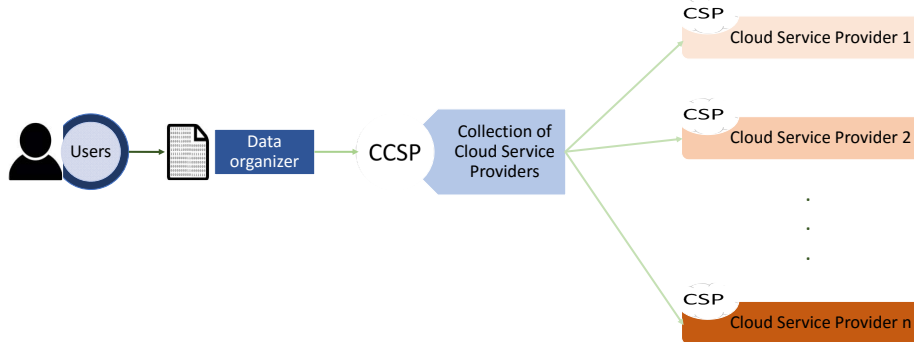 CSP
Cloud Service Provider 1
CSP
Cloud Service Provider 2
Users
Data
organizer
CCSP
Collection of
Cloud Service
Providers
.
.
.
CSP
Cloud Service Provider n